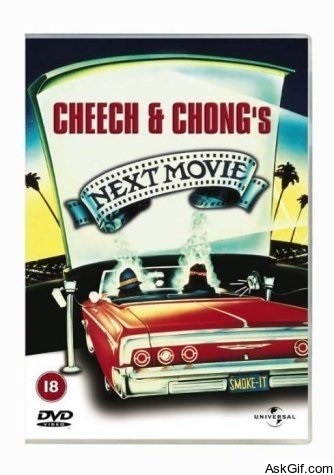 CHEECH & CHONG'S
NEXT MOVIE
SMOKE-IT
18
DVD
VIDEO
UNIVERSAL
AskGif.com